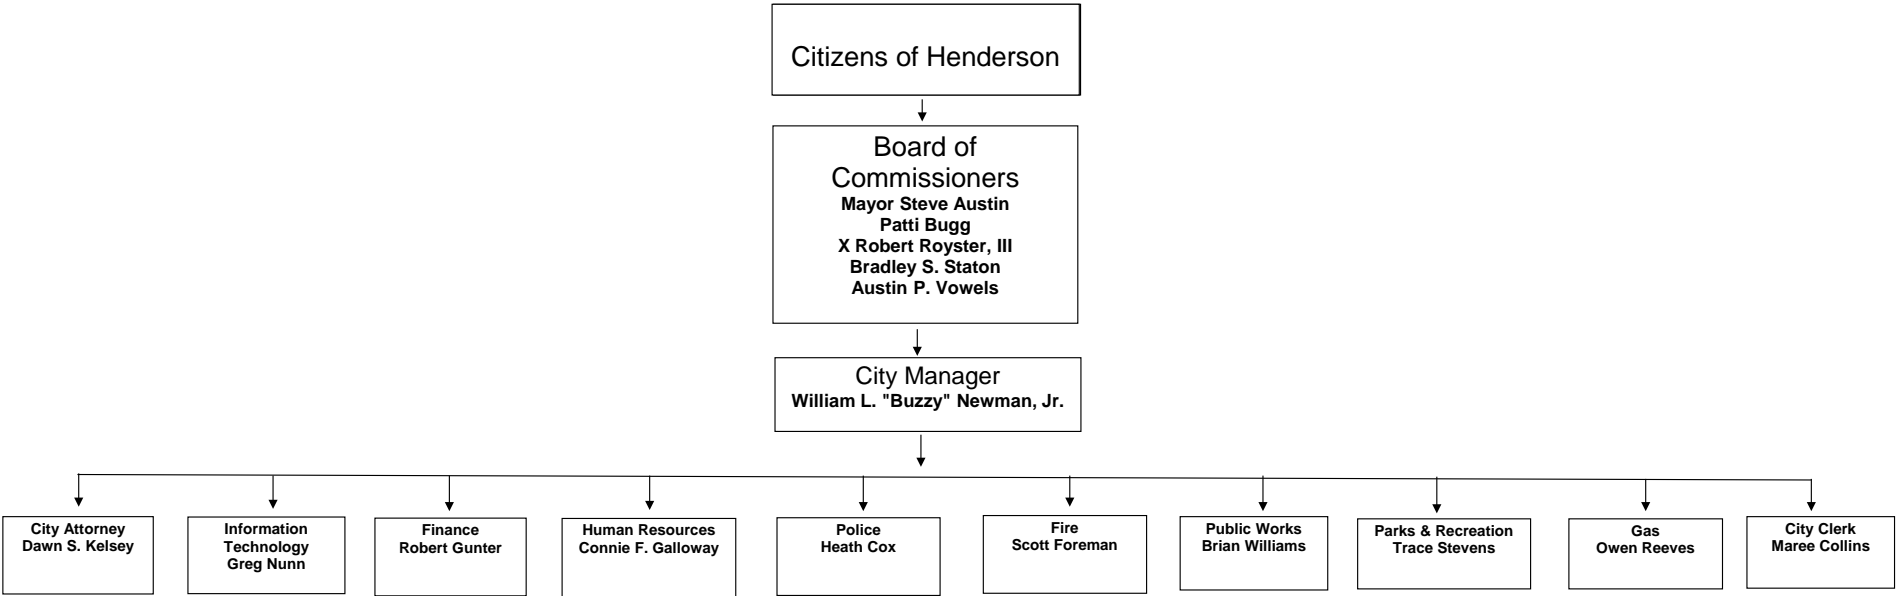 Citizens of Henderson
Board of
Commissioners
Mayor Steve Austin
Patti Bugg
X Robert Royster, III
Bradley S. Staton
Austin P. Vowels
City Manager
William L. "Buzzy" Newman, Jr.
City Attorney
Dawn S. Kelsey
Information
Technology
Greg Nunn
Finance
Robert Gunter
Human Resources
Connie F. Galloway
Police
Heath Cox
Fire
Scott Foreman
Public Works
Brian Williams
Parks & Recreation
Trace Stevens
Gas
Owen Reeves
City Clerk
Maree Collins